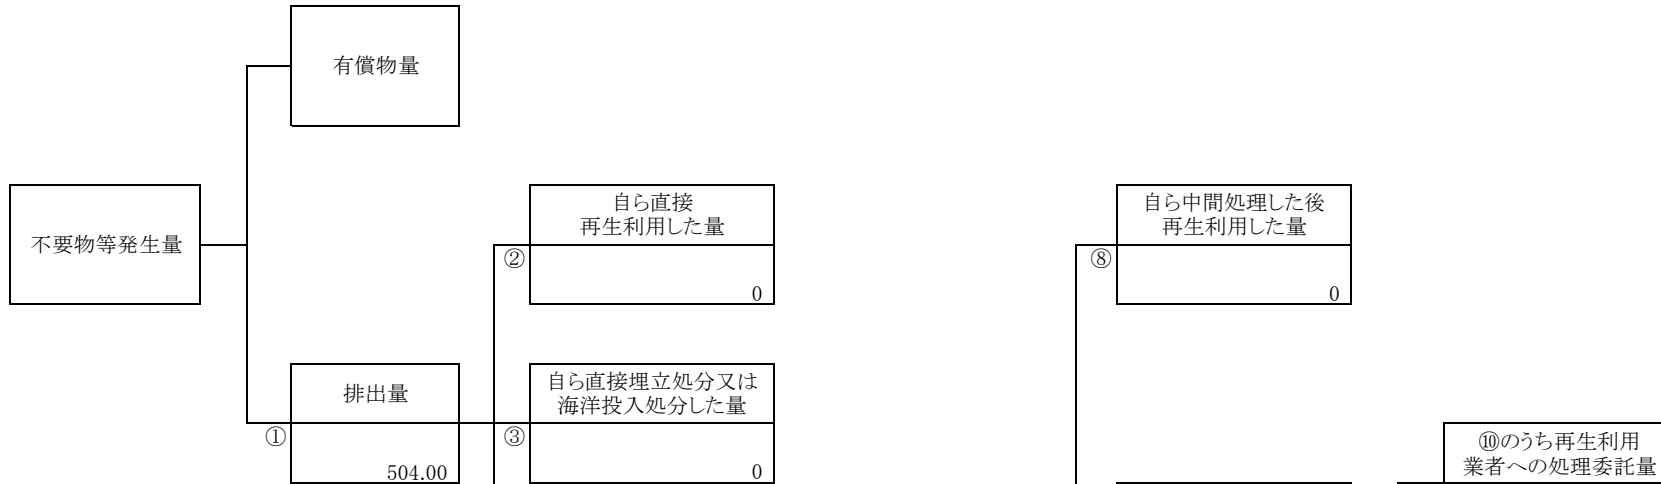 有償物量
不要物等発生量
自ら直接
再生利用した量
②
0
自ら中間処理した後
再生利用した量
⑧
0
排出量
①
504.00
自ら直接埋立処分又は
海洋投入処分した量
③
0
⑩のうち再生利用
業者への処理委託量